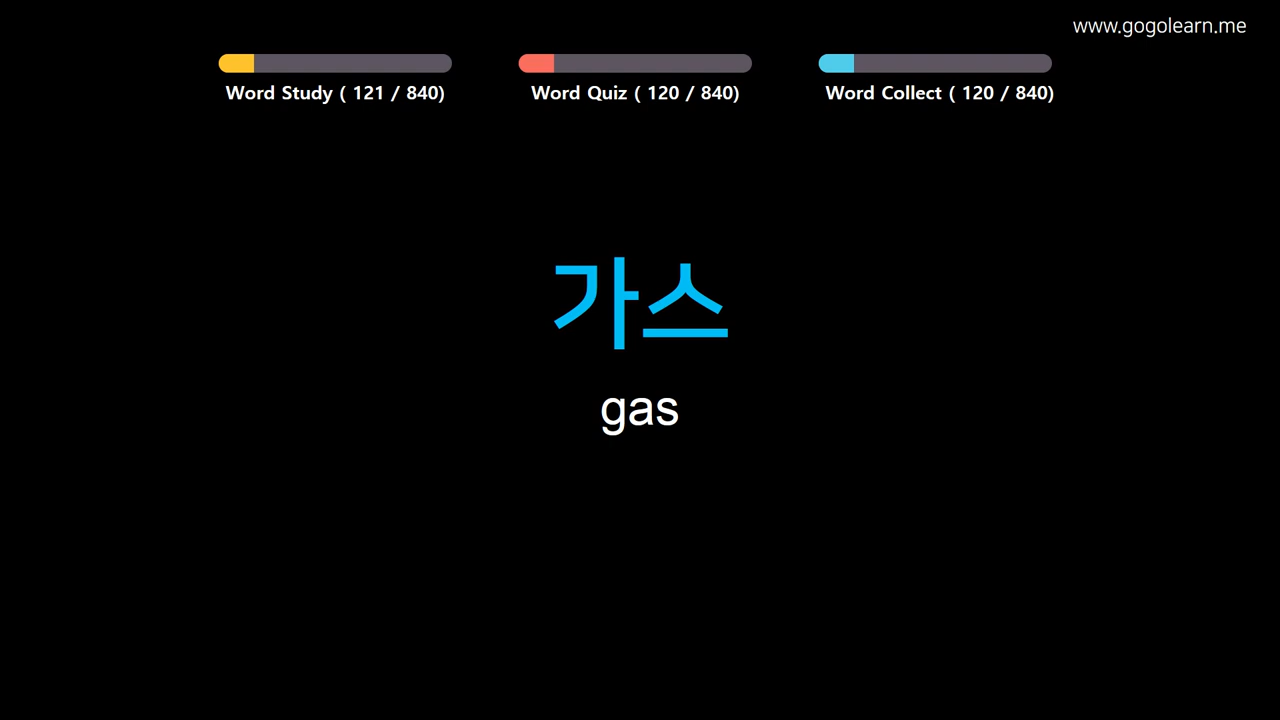 www.gogolearn.me
Word Study ( 121 / 840)
Word Quiz ( 120 / 840)
Word Collect ( 120 / 840)
가스
gas